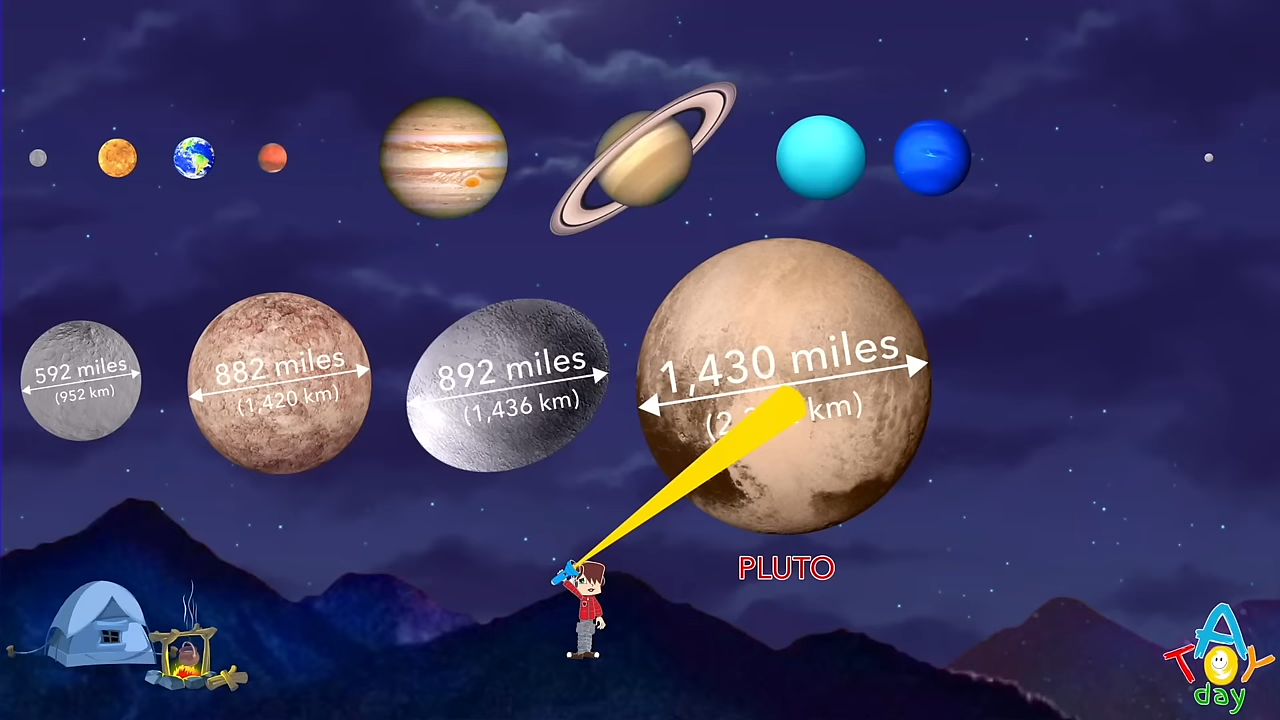 592 miles
(952 km)
882 miles
(1,420 km)
892 miles
(1,436 km)
1,430 miles
km)
PLUTO
A
TOY
day